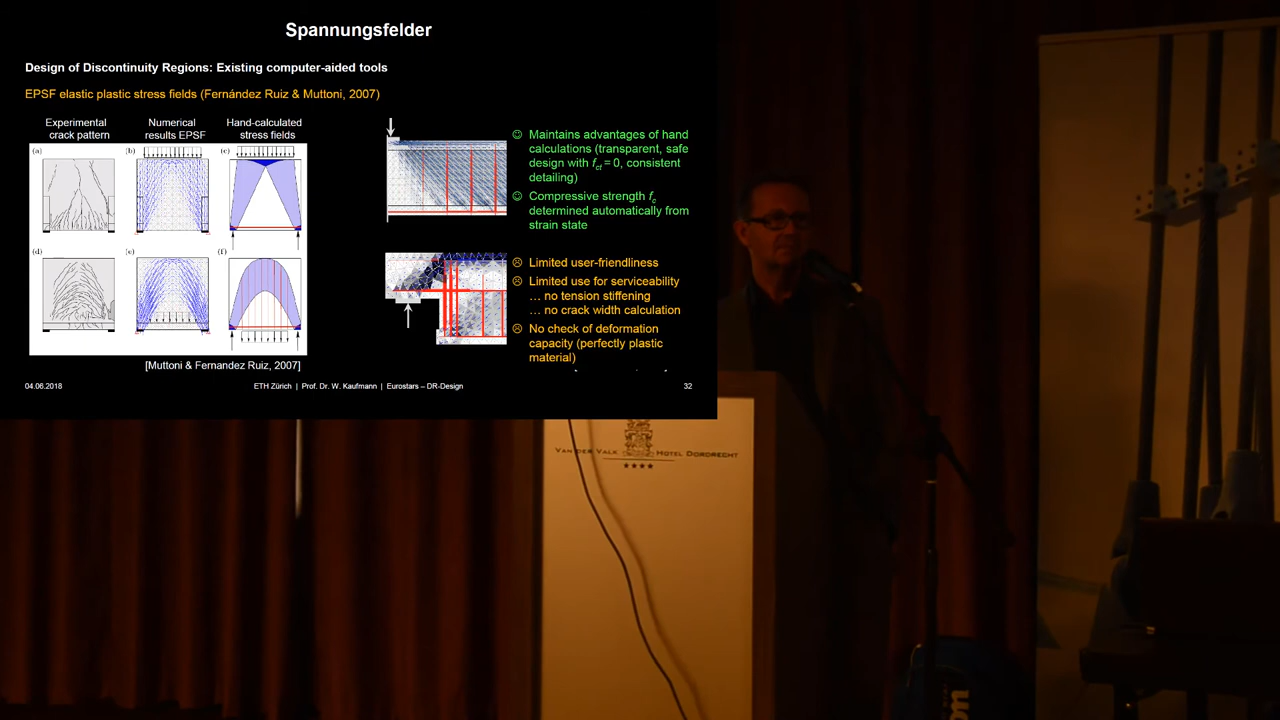 Spannungsfelder
Design of Discontinuity Regions: Existing computer-aided tools
EPSF elastic plastic stress fields (Fernández Ruiz & Muttoni, 2007)
Experimental
crack pattern
Numerical
results EPSF
Hand-calculated
stress fields
(a)
(b)
(c)
(d)
(e)
(f)
[Muttoni & Fernandez Ruiz, 2007]
☺ Maintains advantages of hand
calculations (transparent, safe
design with fct = 0, consistent
detailing)
☺ Compressive strength fc
determined automatically from
strain state
☹ Limited user-friendliness
☹ Limited use for serviceability
… no tension stiffening
… no crack width calculation
☹ No check of deformation
capacity (perfectly plastic
material)
04.06.2018
ETH Zürich | Prof. Dr. W. Kaufmann | Eurostars – DR-Design
32
VAN DER VALK HOTEL DORDRECHT
★★★★